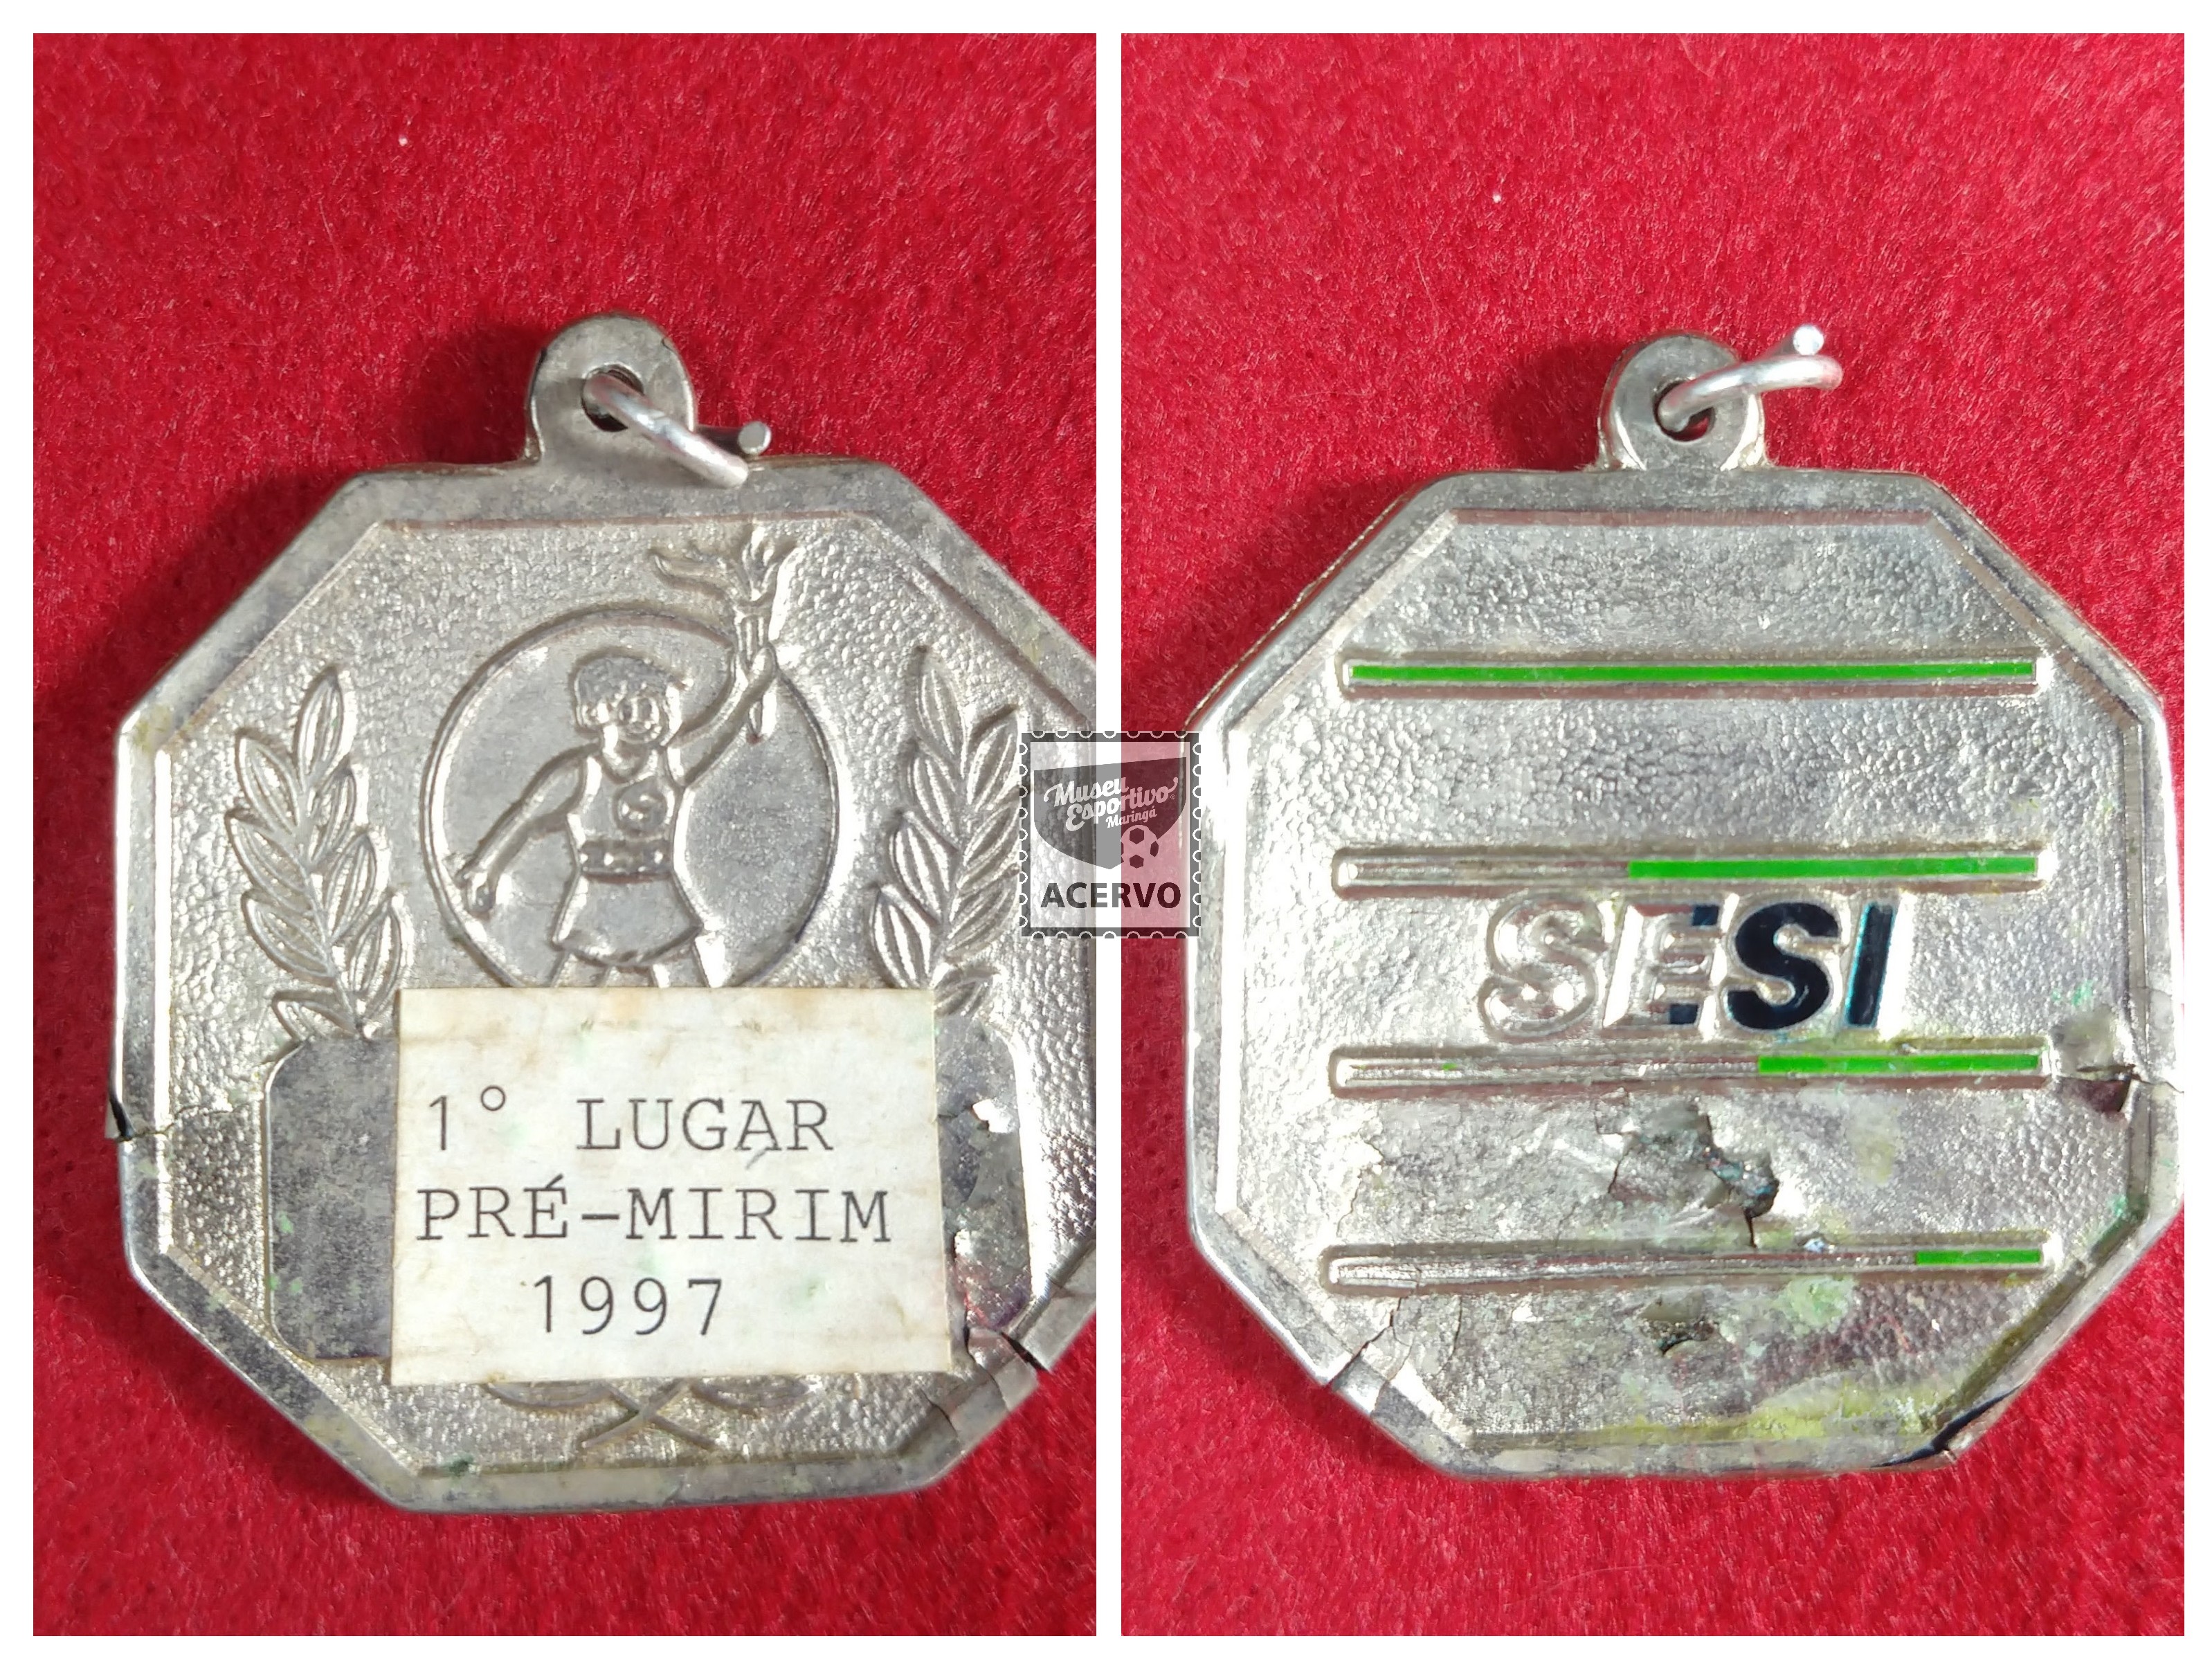 1° LUGAR
PRÉ-MIRIM
1997
Museu
Esportivo
Maringá
ACERVO
SESI